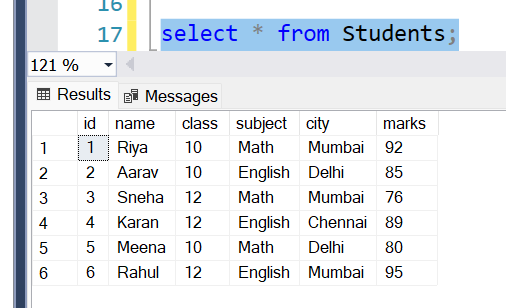 16
17 select * from Students;
121 %
Results Messages
id name class subject city marks
1 1 Riya 10 Math Mumbai 92
2 2 Aarav 10 English Delhi 85
3 3 Sneha 12 Math Mumbai 76
4 4 Karan 12 English Chennai 89
5 5 Meena 10 Math Delhi 80
6 6 Rahul 12 English Mumbai 95